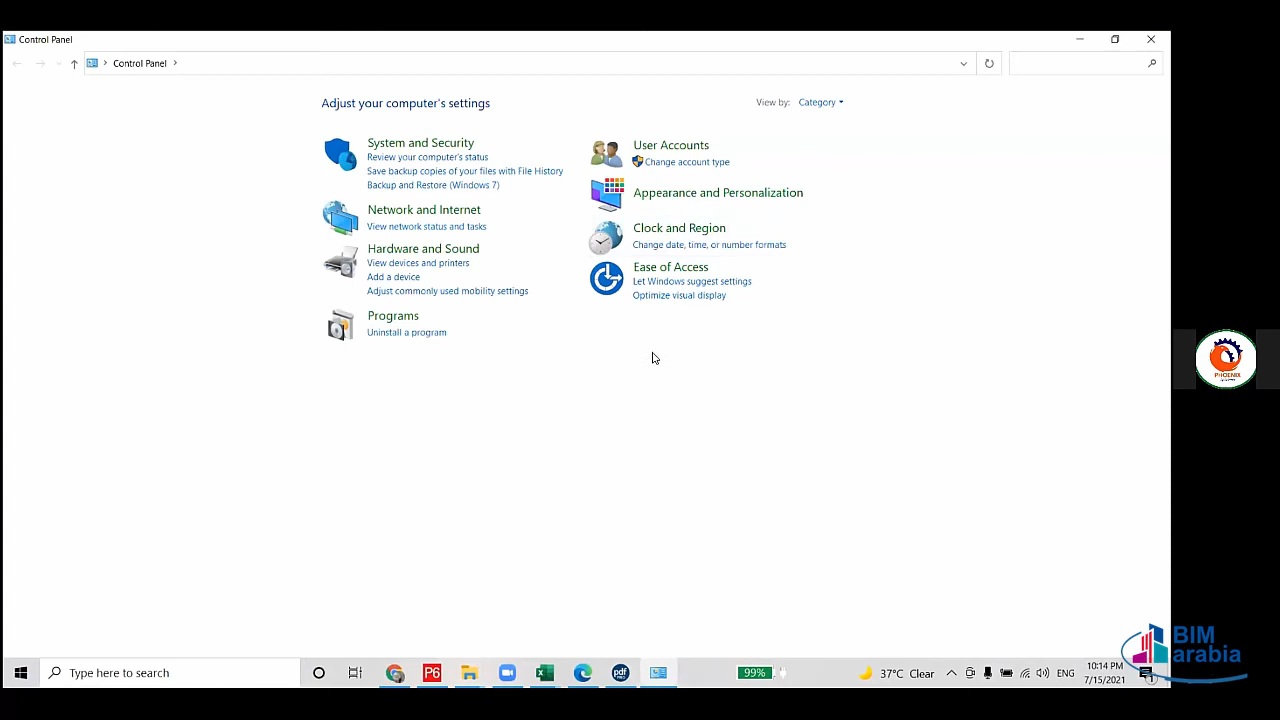 Control Panel
Control Panel
Adjust your computer's settings
View by: Category
System and Security
Review your computer's status
Save backup copies of your files with File History
Backup and Restore (Windows 7)
Network and Internet
View network status and tasks
Hardware and Sound
View devices and printers
Add a device
Adjust commonly used mobility settings
Programs
Uninstall a program
User Accounts
Change account type
Appearance and Personalization
Clock and Region
Change date, time, or number formats
Ease of Access
Let Windows suggest settings
Optimize visual display
PHOENIX
BIM
arabia
Type here to search
P6
pdf
99%
37°C Clear
ENG
10:14 PM
7/15/2021